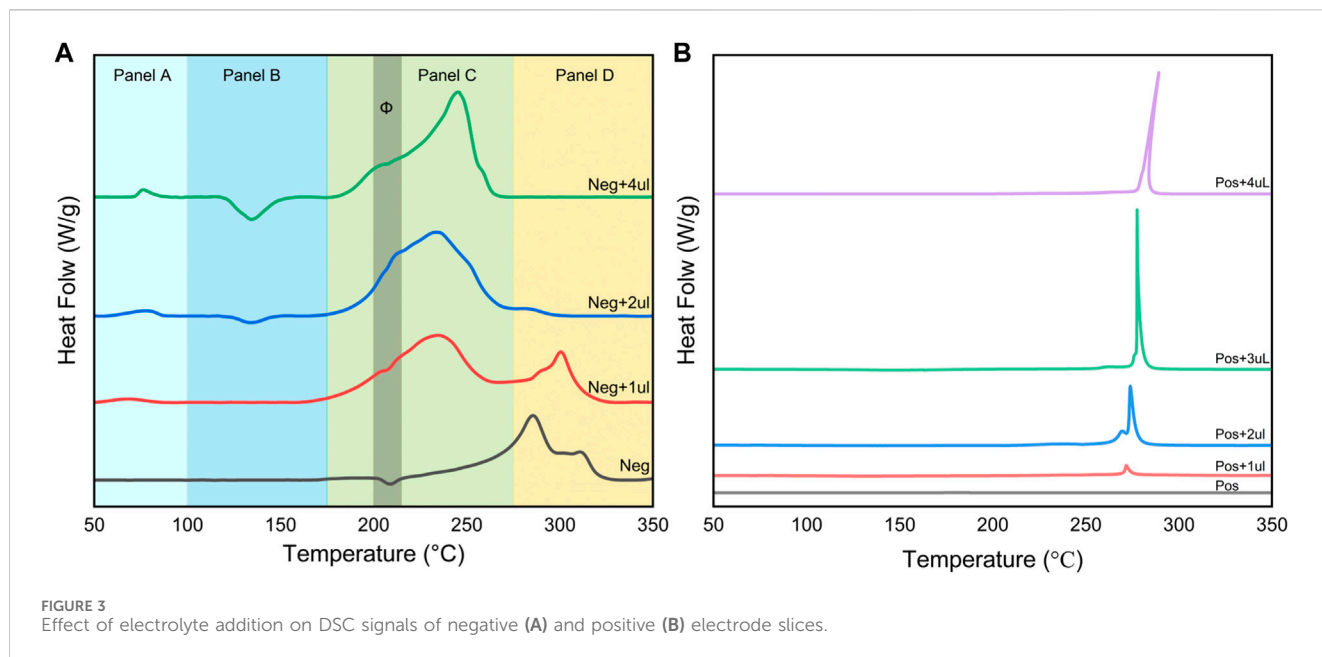 A
Panel A
Panel B
Panel C
Panel D
Φ
Neg+4ul
Neg+2ul
Neg+1ul
Neg
Heat Folw (W/g)
50 100 150 200 250 300 350
Temperature (°C)
B
Pos+4uL
Pos+3uL
Pos+2ul
Pos+1ul
Pos
Heat Folw (W/g)
50 100 150 200 250 300 350
Temperature (°C)
FIGURE 3
Effect of electrolyte addition on DSC signals of negative (A) and positive (B) electrode slices.